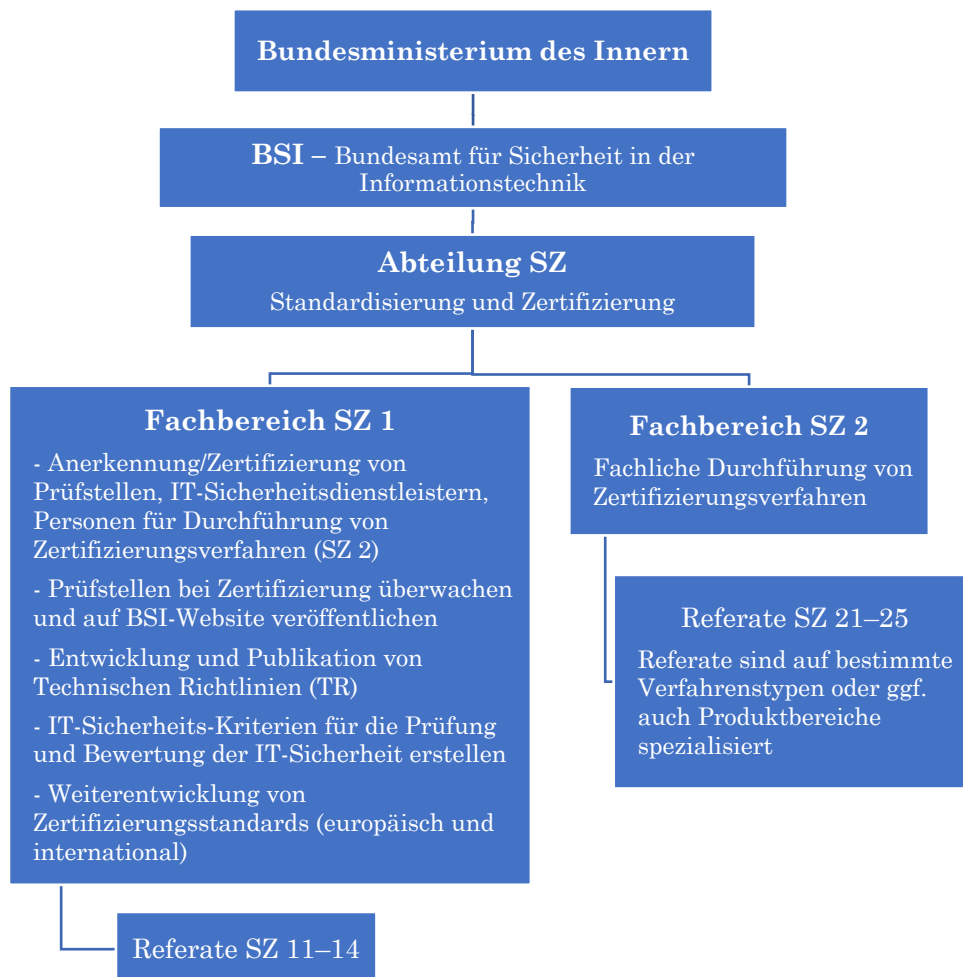 Bundesministerium des Innern
BSI – Bundesamt für Sicherheit in der
Informationstechnik
Abteilung SZ
Standardisierung und Zertifizierung
Fachbereich SZ 1
- Anerkennung/Zertifizierung von
Prüfstellen, IT-Sicherheitsdienstleistern,
Personen für Durchführung von
Zertifizierungsverfahren (SZ 2)
- Prüfstellen bei Zertifizierung überwachen
und auf BSI-Website veröffentlichen
- Entwicklung und Publikation von
Technischen Richtlinien (TR)
- IT-Sicherheits-Kriterien für die Prüfung
und Bewertung der IT-Sicherheit erstellen
- Weiterentwicklung von
Zertifizierungsstandards (europäisch und
international)
Referate SZ 11–14
Fachbereich SZ 2
Fachliche Durchführung von
Zertifizierungsverfahren
Referate SZ 21–25
Referate sind auf bestimmte
Verfahrenstypen oder ggf.
auch Produktbereiche
spezialisiert